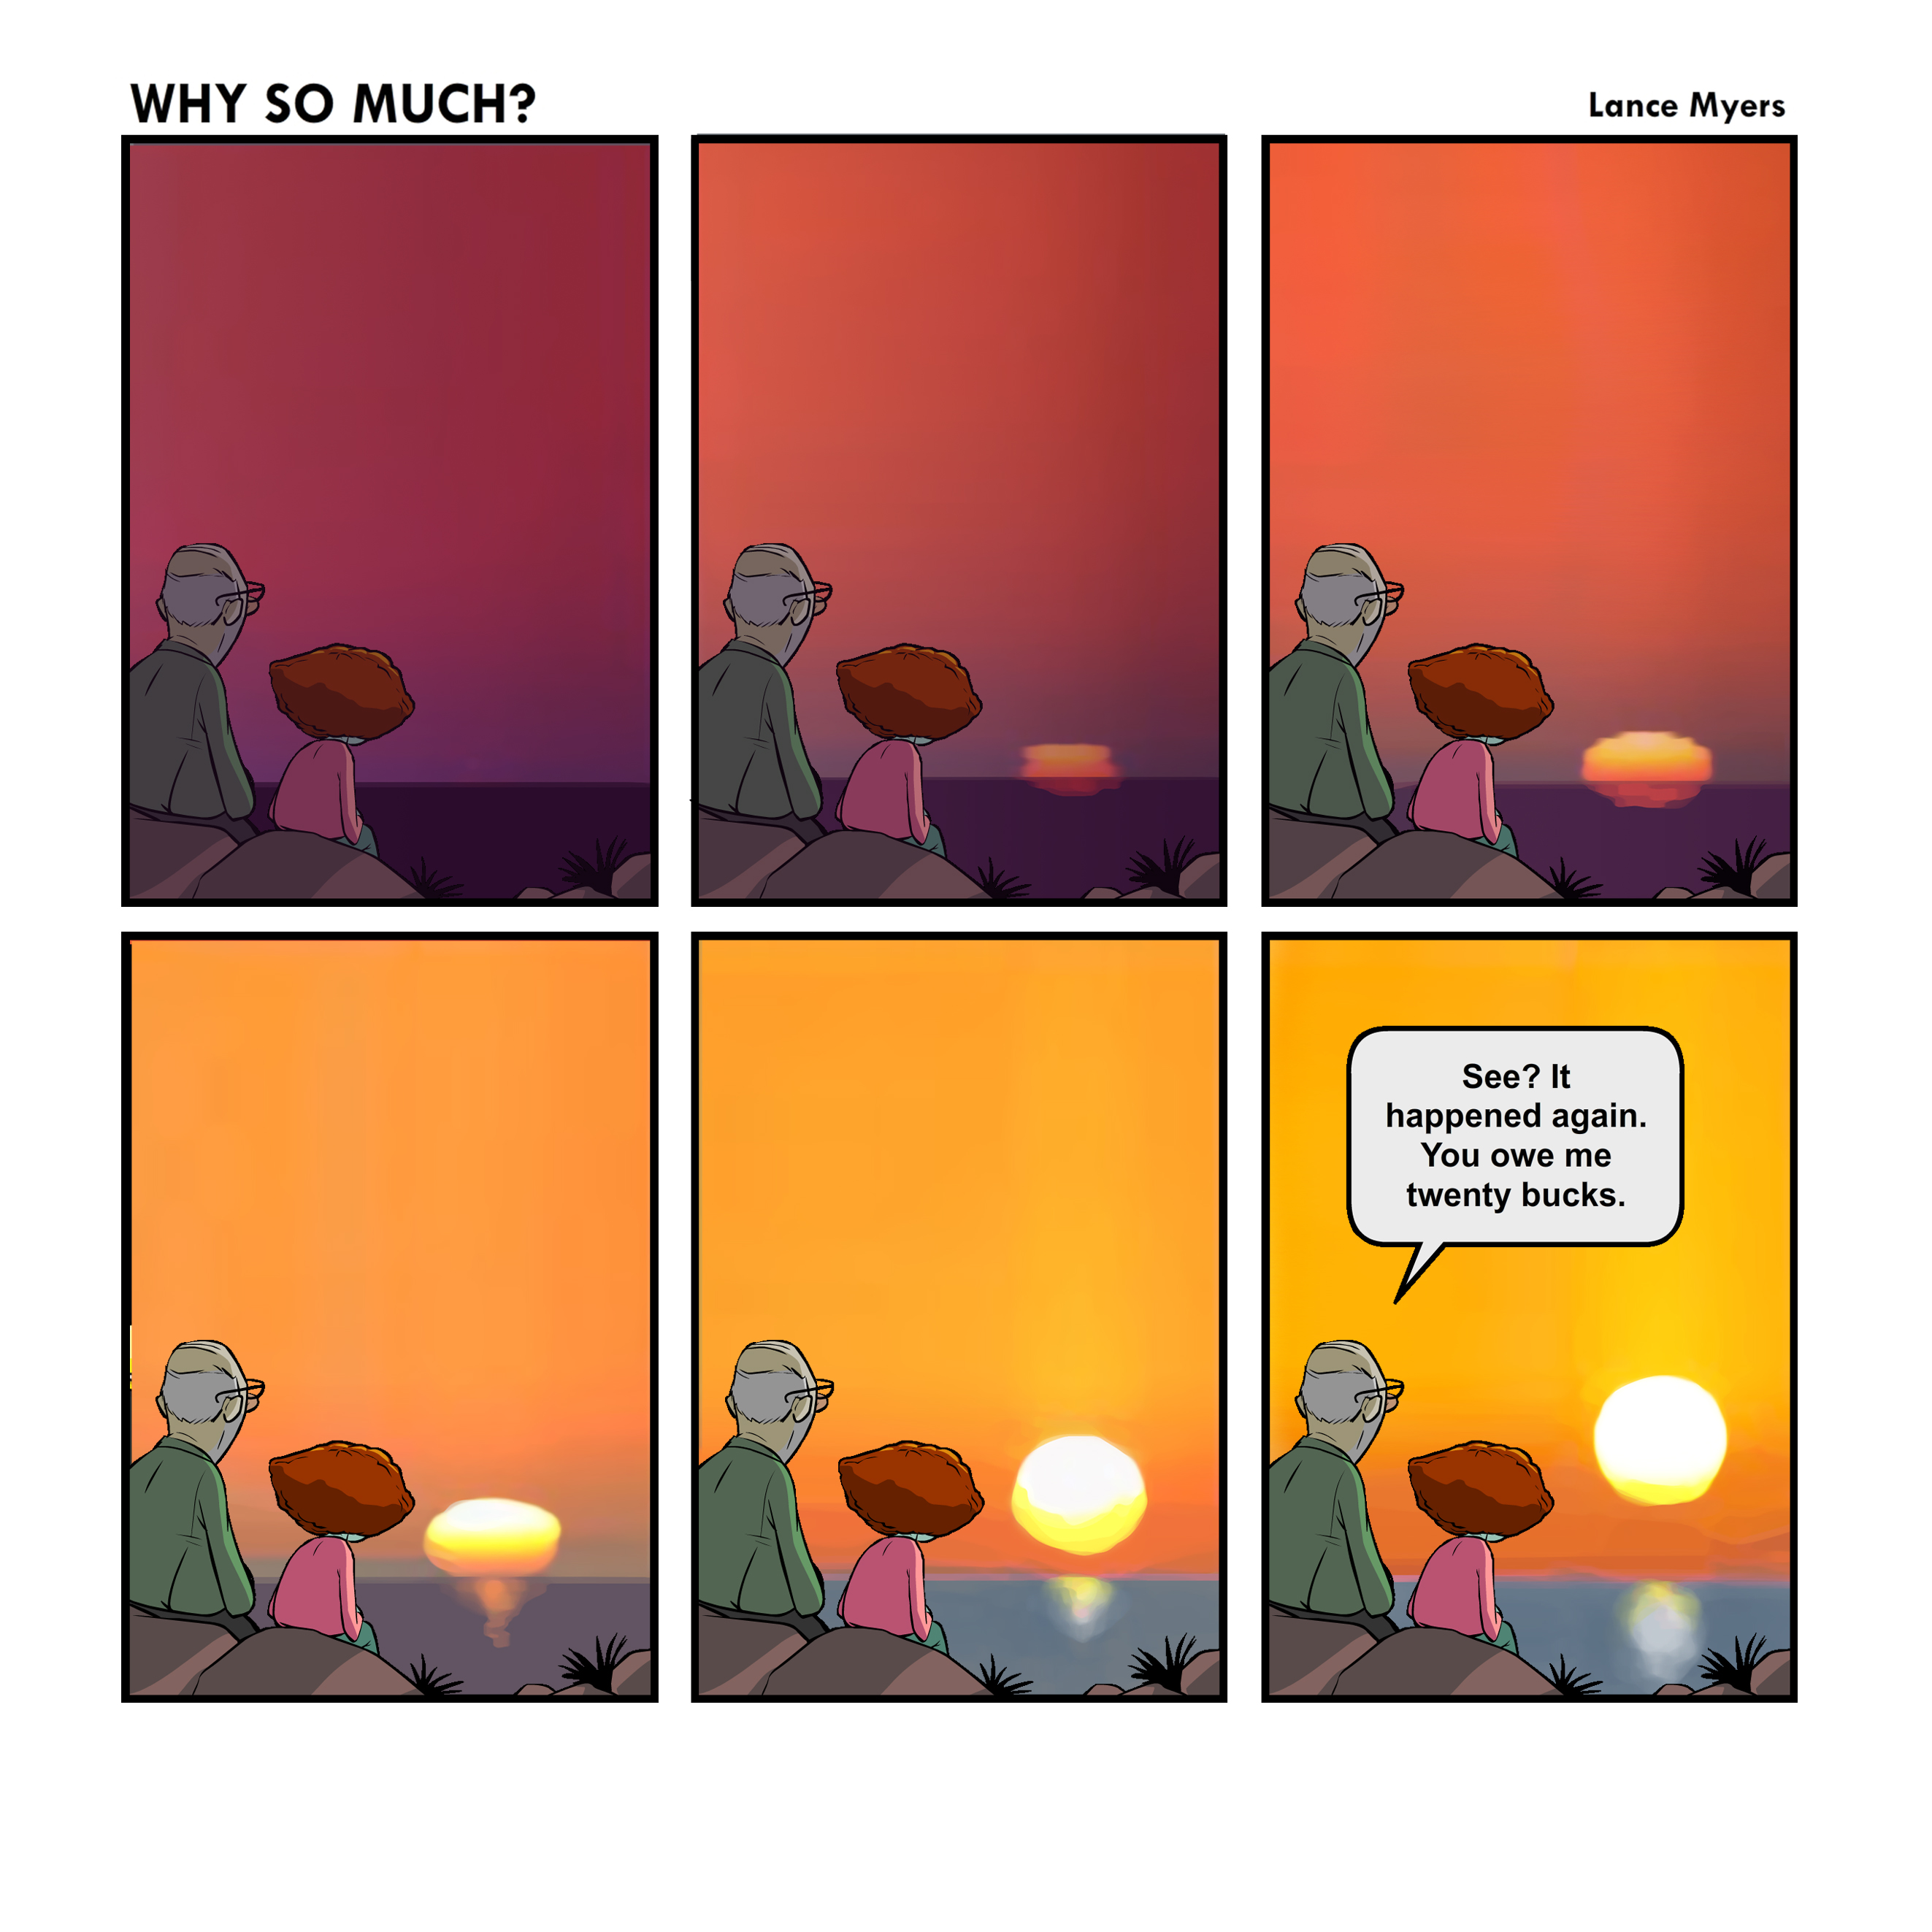 WHY SO MUCH?
Lance Myers
See? It
happened again.
You owe me
twenty bucks.